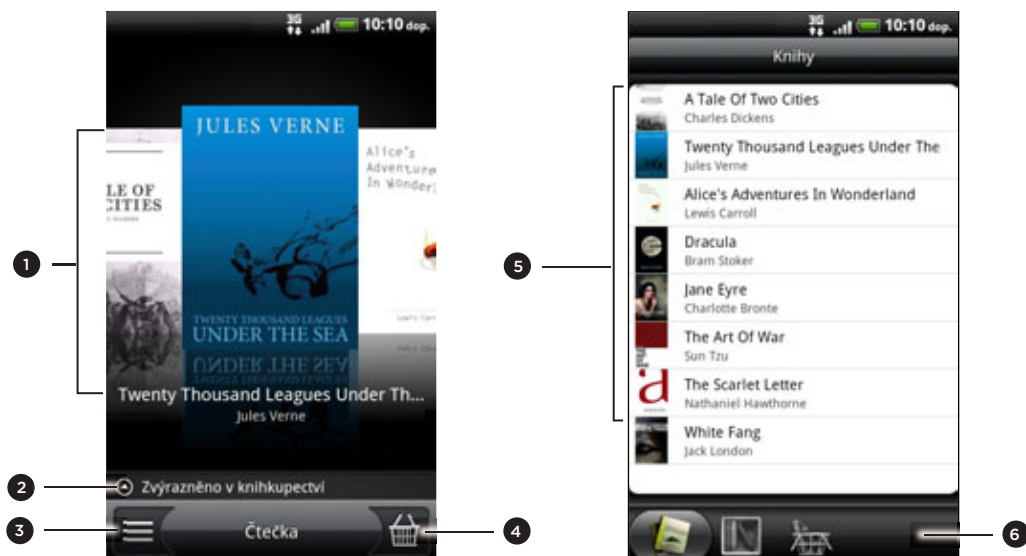 3G 10:10 dop.
JULES VERNE
LE OF
CITIES
Alice's
Adventure
In Wonder
TWENTY THOUSAND LEAGUES
UNDER THE SEA
Twenty Thousand Leagues Under Th...
Jules Verne
Zvýrazněno v knihkupectví
Čtečka
1
2
3
4
3G 10:10 dop.
Knihy
A Tale Of Two Cities
Charles Dickens
Twenty Thousand Leagues Under The
Jules Verne
Alice's Adventures In Wonderland
Lewis Carroll
Dracula
Bram Stoker
Jane Eyre
Charlotte Bronte
The Art Of War
Sun Tzu
The Scarlet Letter
Nathaniel Hawthorne
White Fang
Jack London
5
6